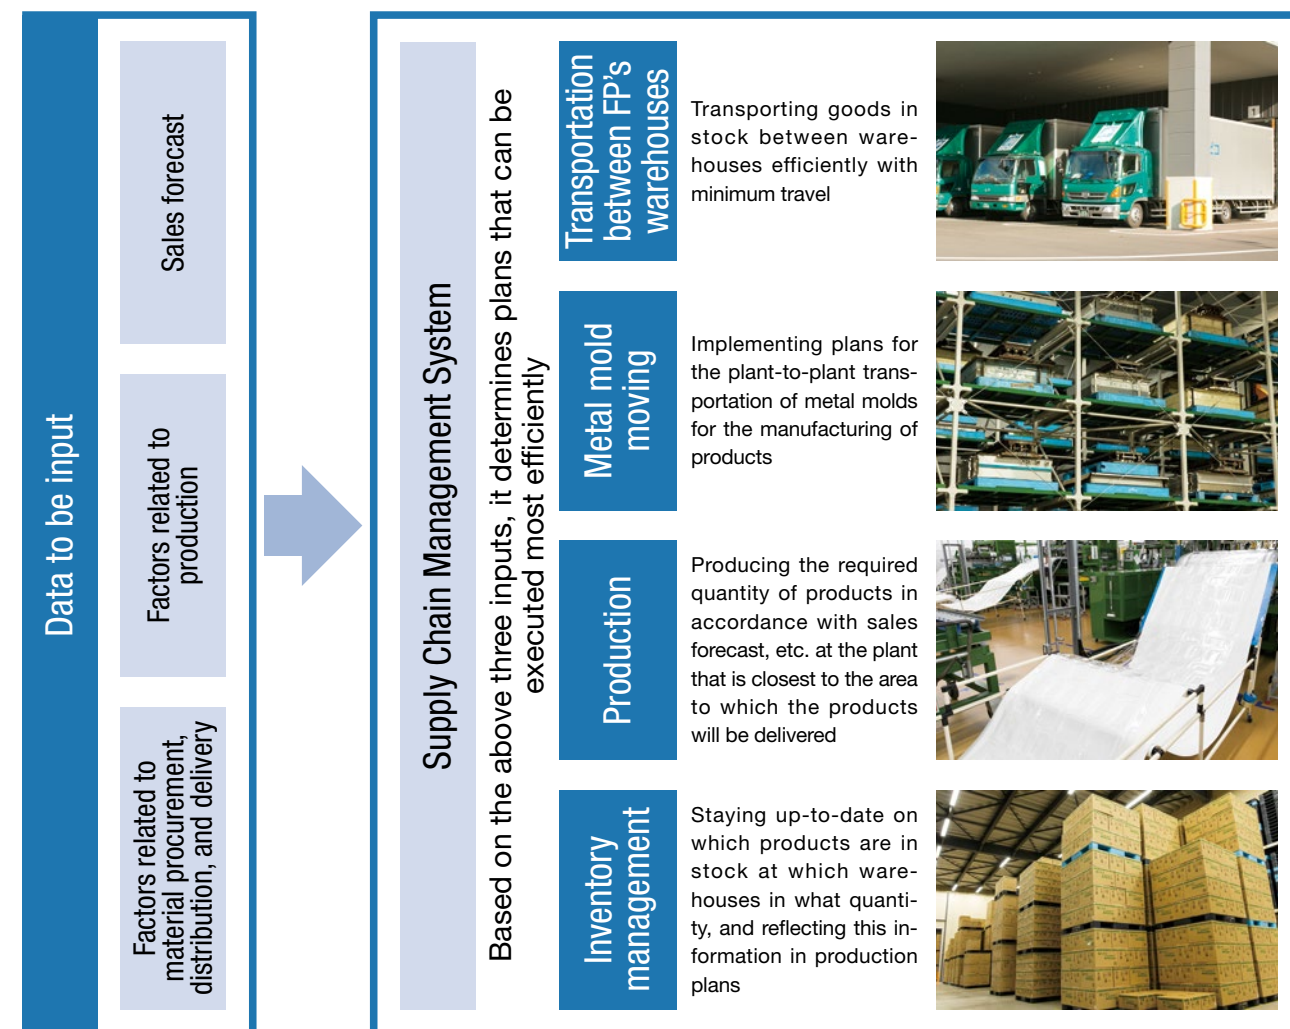 Data to be input
Sales forecast
Factors related to
production
Factors related to
material procurement,
distribution, and delivery
Supply Chain Management System
Based on the above three inputs, it determines plans that can be
executed most efficiently
Transportation
between FP's
warehouses
Transporting goods in
stock between ware-
houses efficiently with
minimum travel
Metal mold
moving
Implementing plans for
the plant-to-plant trans-
portation of metal molds
for the manufacturing of
products
Production
Producing the required
quantity of products in
accordance with sales
forecast, etc. at the plant
that is closest to the area
to which the products
will be delivered
Inventory
management
Staying up-to-date on
which products are in
stock at which ware-
houses in what quanti-
ty, and reflecting this in-
formation in production
plans